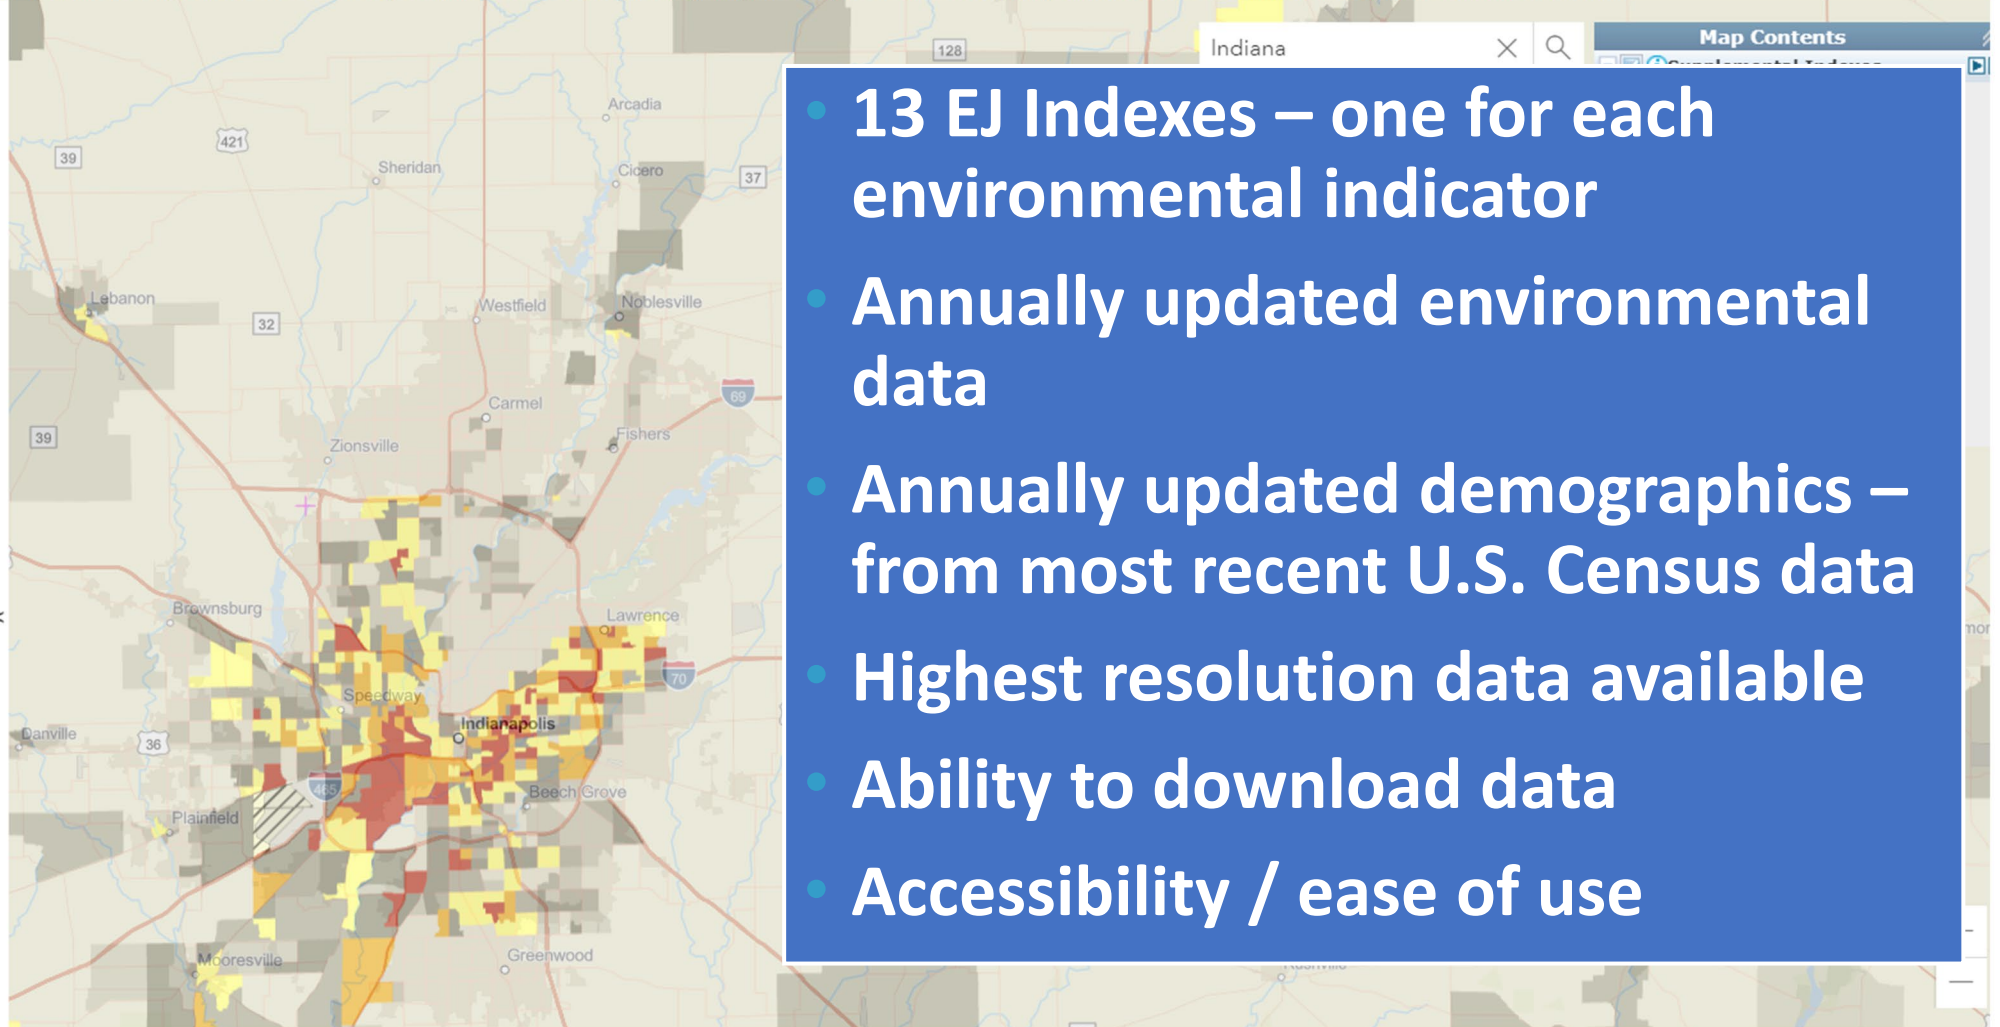 128
Indiana
Map Contents
Supplemental Indexes
Arcadia
421
39
Sheridan
Cicero
37
Lebanon
32
Westfield
Noblesville
69
Carmel
39
Zionsville
Fishers
Brownsburg
Lawrence
70
Speedway
Indianapolis
Danville
36
465
Beech Grove
Plainfield
Mooresville
Greenwood
• 13 EJ Indexes – one for each
environmental indicator
• Annually updated environmental
data
• Annually updated demographics –
from most recent U.S. Census data
• Highest resolution data available
• Ability to download data
• Accessibility / ease of use